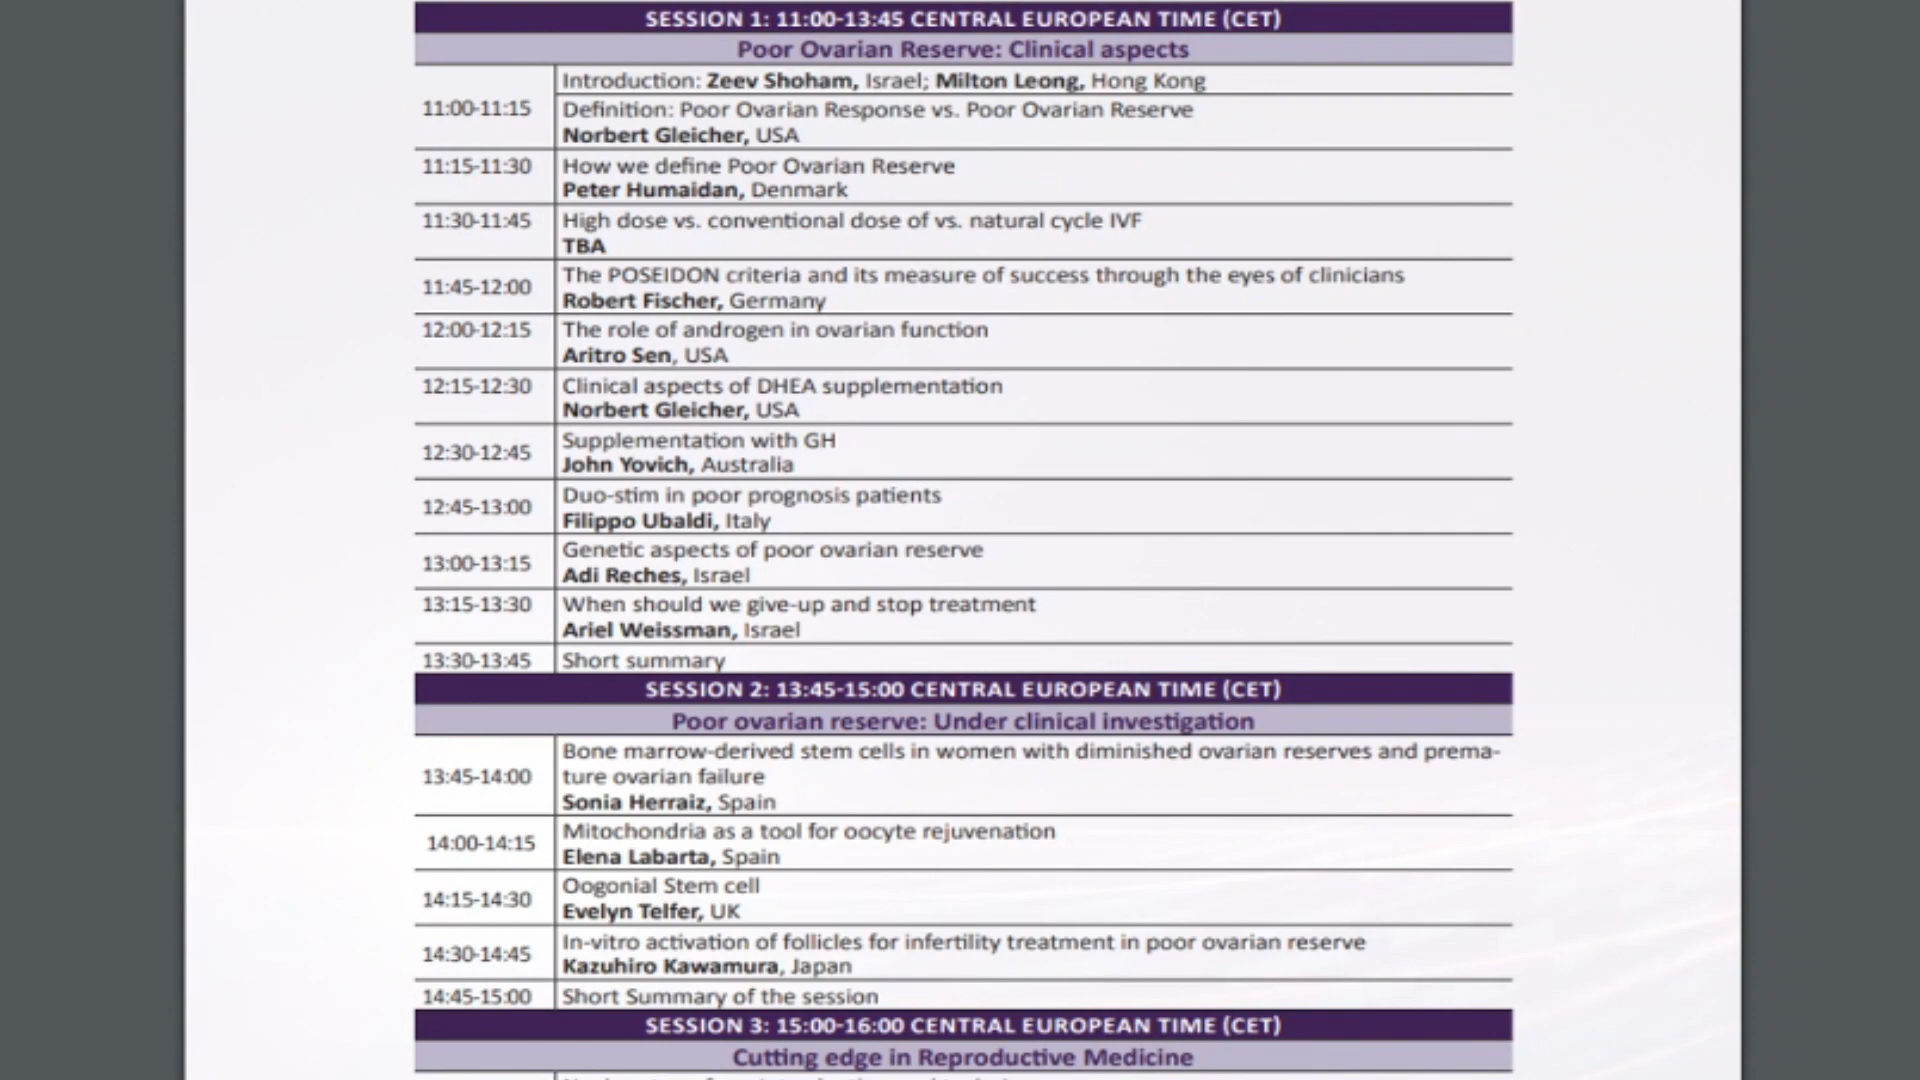 SESSION 1: 11:00-13:45 CENTRAL EUROPEAN TIME (CET)
Poor Ovarian Reserve: Clinical aspects
Introduction: Zeev Shoham, Israel; Milton Leong, Hong Kong
11:00-11:15
Definition: Poor Ovarian Response vs. Poor Ovarian Reserve
Norbert Gleicher, USA
11:15-11:30
How we define Poor Ovarian Reserve
Peter Humaidan, Denmark
11:30-11:45
High dose vs. conventional dose of vs. natural cycle IVF
TBA
11:45-12:00
The POSEIDON criteria and its measure of success through the eyes of clinicians
Robert Fischer, Germany
12:00-12:15
The role of androgen in ovarian function
Aritro Sen, USA
12:15-12:30
Clinical aspects of DHEA supplementation
Norbert Gleicher, USA
12:30-12:45
Supplementation with GH
John Yovich, Australia
12:45-13:00
Duo-stim in poor prognosis patients
Filippo Ubaldi, Italy
13:00-13:15
Genetic aspects of poor ovarian reserve
Adi Reches, Israel
13:15-13:30
When should we give-up and stop treatment
Ariel Weissman, Israel
13:30-13:45
Short summary
SESSION 2: 13:45-15:00 CENTRAL EUROPEAN TIME (CET)
Poor ovarian reserve: Under clinical investigation
13:45-14:00
Bone marrow-derived stem cells in women with diminished ovarian reserves and prema-
ture ovarian failure
Sonia Herraiz, Spain
14:00-14:15
Mitochondria as a tool for oocyte rejuvenation
Elena Labarta, Spain
14:15-14:30
Oogonial Stem cell
Evelyn Telfer, UK
14:30-14:45
In-vitro activation of follicles for infertility treatment in poor ovarian reserve
Kazuhiro Kawamura, Japan
14:45-15:00
Short Summary of the session
SESSION 3: 15:00-16:00 CENTRAL EUROPEAN TIME (CET)
Cutting edge in Reproductive Medicine